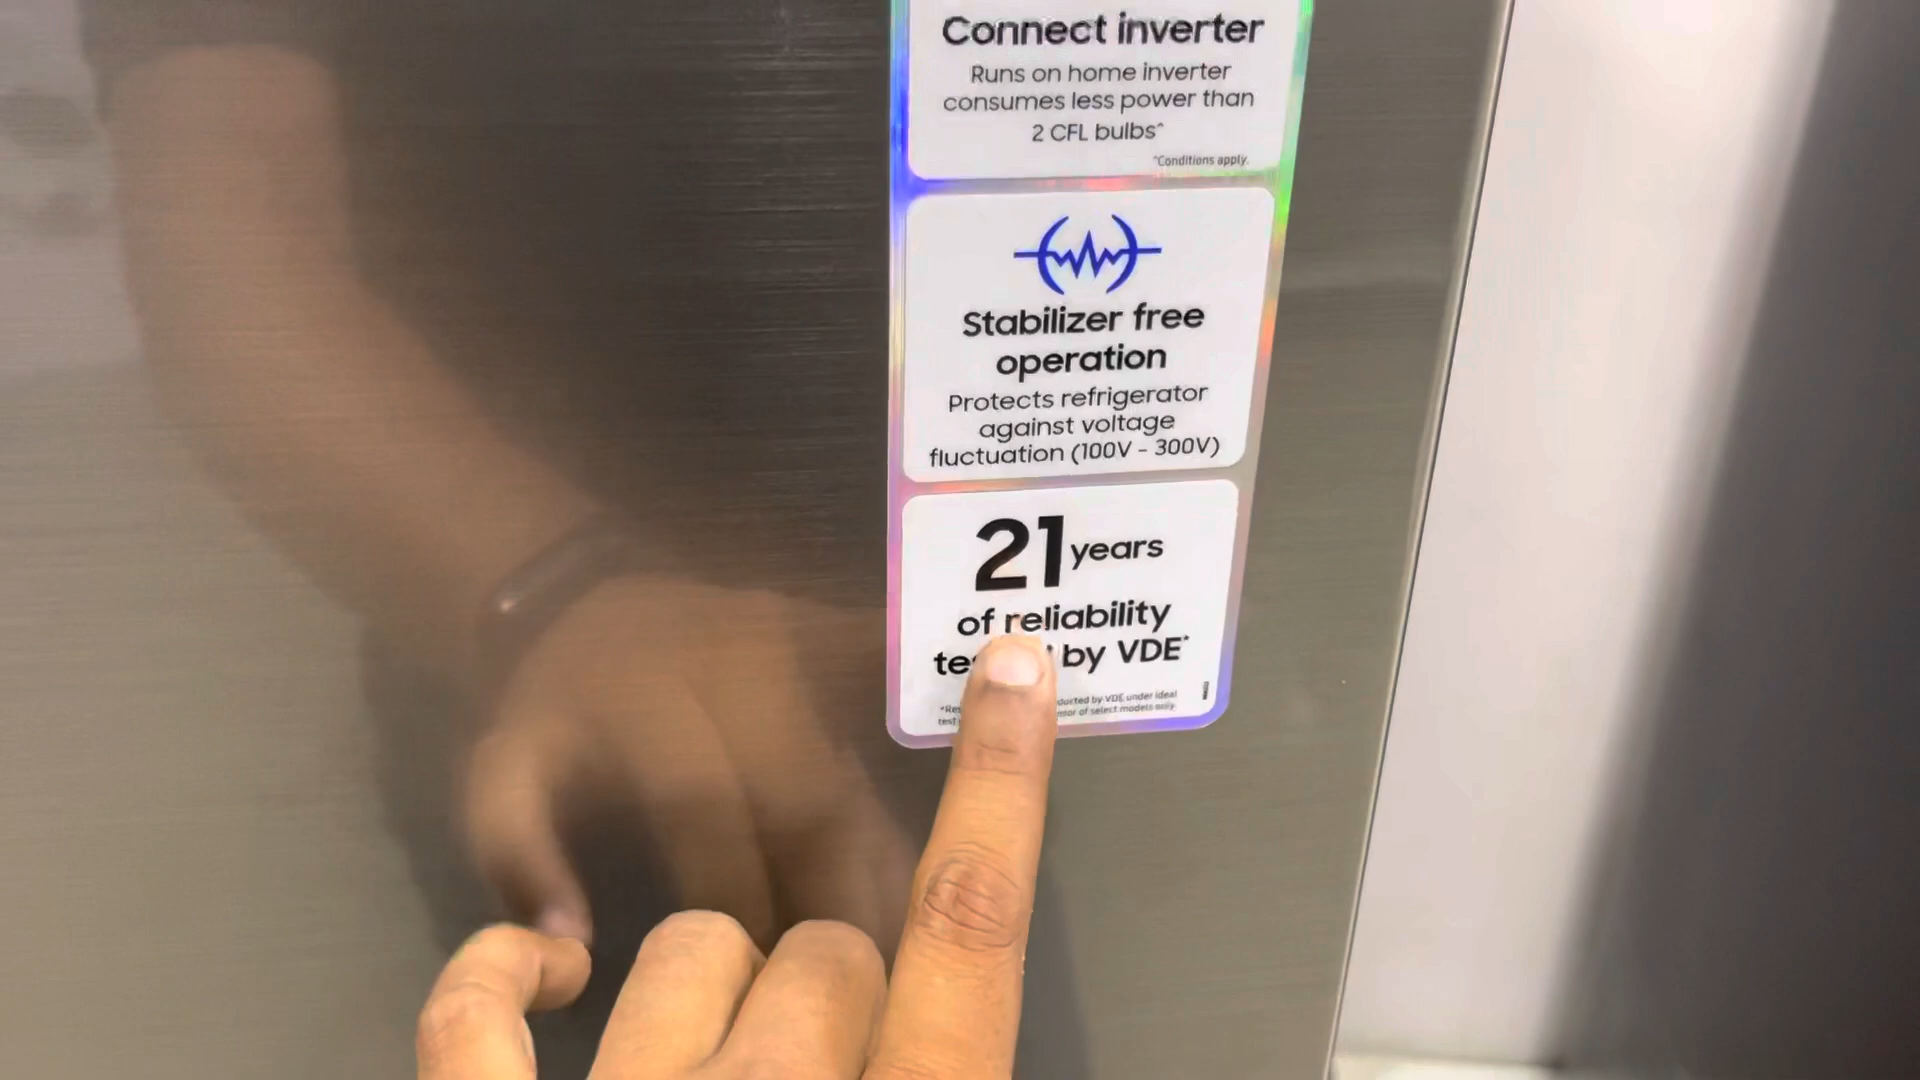 Connect inverter
Runs on home inverter
consumes less power than
2 CFL bulbs^
^Conditions apply.
Stabilizer free
operation
Protects refrigerator
against voltage
fluctuation (100V - 300V)
21 years
of reliability
by VDE*
by VDE under ideal
test of select models only.